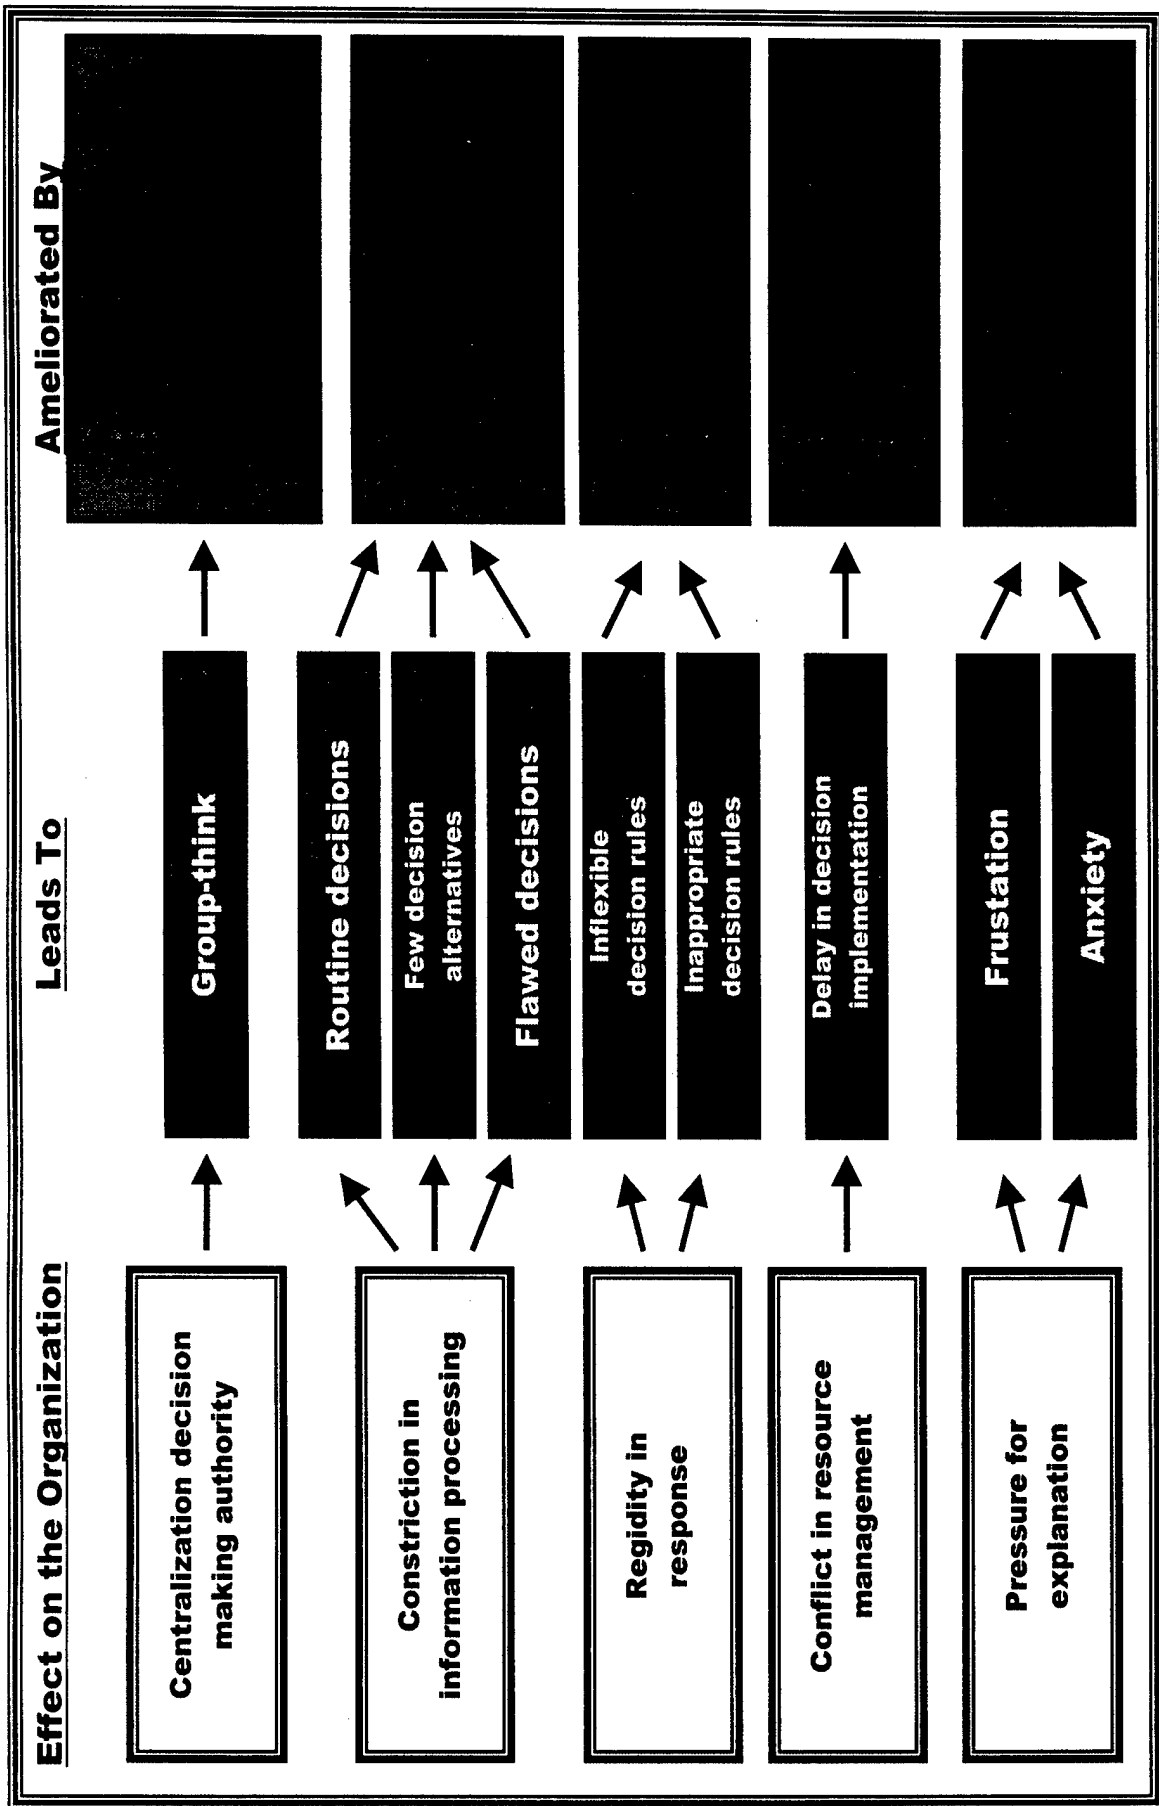 Effect on the Organization
Leads To
Ameliorated By
Centralization decision
making authority
Group-think
Constriction in
information processing
Routine decisions
Few decision
alternatives
Flawed decisions
Regidity in
response
Inflexible
decision rules
Inappropriate
decision rules
Conflict in resource
management
Delay in decision
implementation
Pressure for
explanation
Frustation
Anxiety